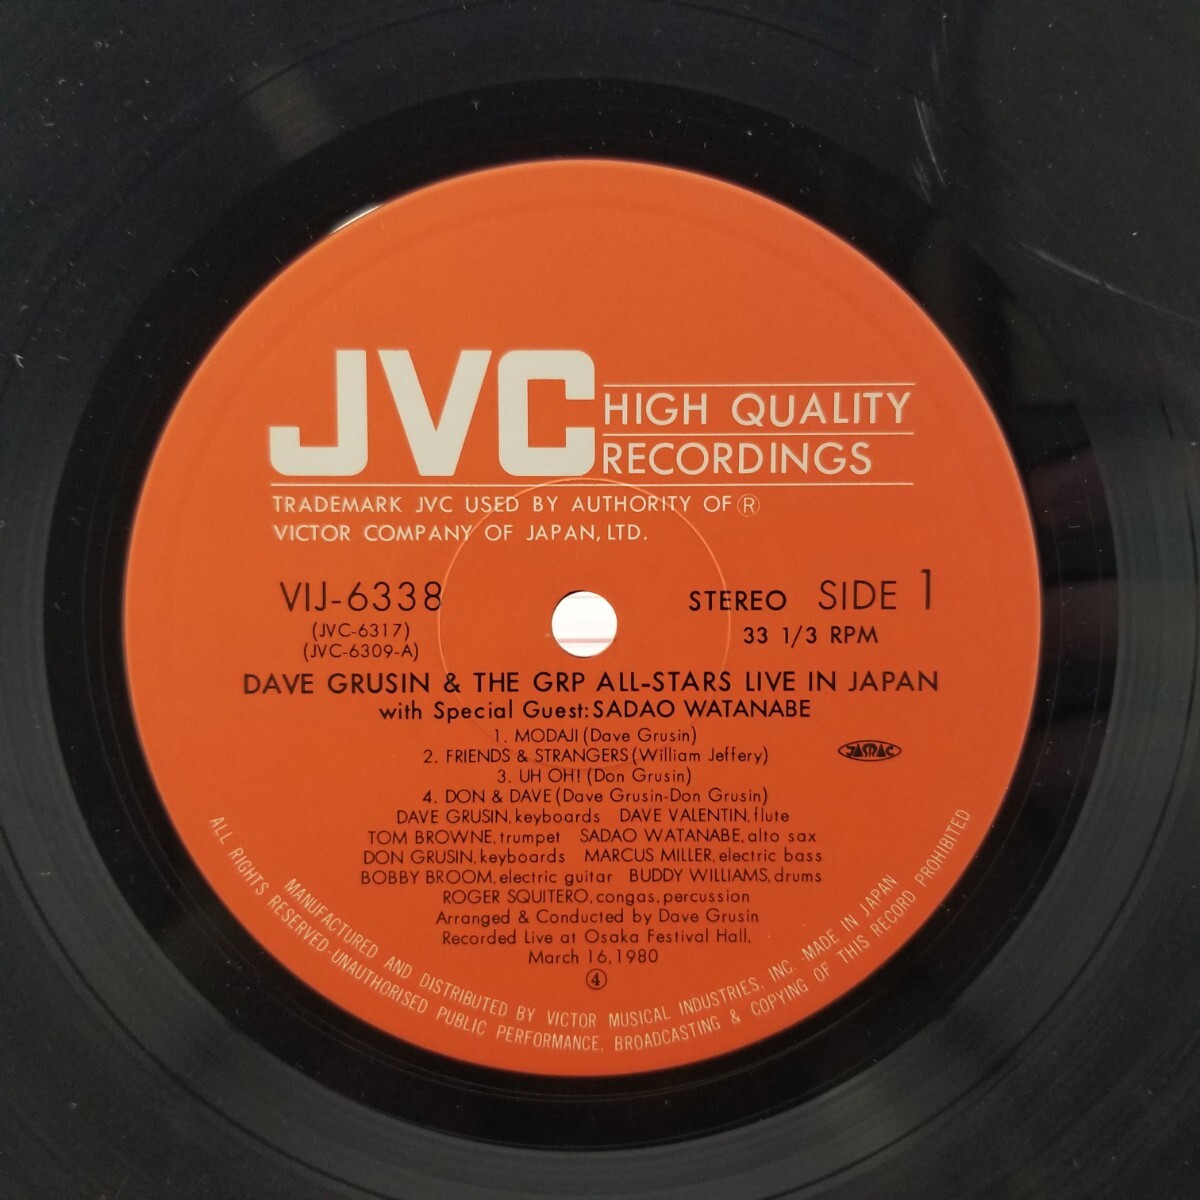 JVC
HIGH QUALITY
RECORDINGS
TRADEMARK JVC USED BY AUTHORITY OF ®
VICTOR COMPANY OF JAPAN, LTD.
VIJ-6338
(JVC-6317)
(JVC-6309-A)
STEREO SIDE 1
33 1/3 RPM
DAVE GRUSIN & THE GRP ALL-STARS LIVE IN JAPAN
with Special Guest: SADAO WATANABE
1. MODAJI (Dave Grusin)
2. FRIENDS & STRANGERS (William Jeffery)
3. UH OH! (Don Grusin)
4. DON & DAVE (Dave Grusin-Don Grusin)
JASRAC
DAVE GRUSIN, keyboards DAVE VALENTIN, flute
TOM BROWNE, trumpet SADAO WATANABE, alto sax
DON GRUSIN, keyboards MARCUS MILLER, electric bass
BOBBY BROOM, electric guitar BUDDY WILLIAMS, drums
ROGER SQUITERO, congas, percussion
Arranged & Conducted by Dave Grusin
Recorded Live at Osaka Festival Hall,
March 16, 1980
④
MANUFACTURED AND DISTRIBUTED BY VICTOR MUSICAL INDUSTRIES, INC. -MADE IN JAPAN
ALL RIGHTS RESERVED-UNAUTHORISED PUBLIC PERFORMANCE, BROADCASTING & COPYING OF THIS RECORD PROHIBITED